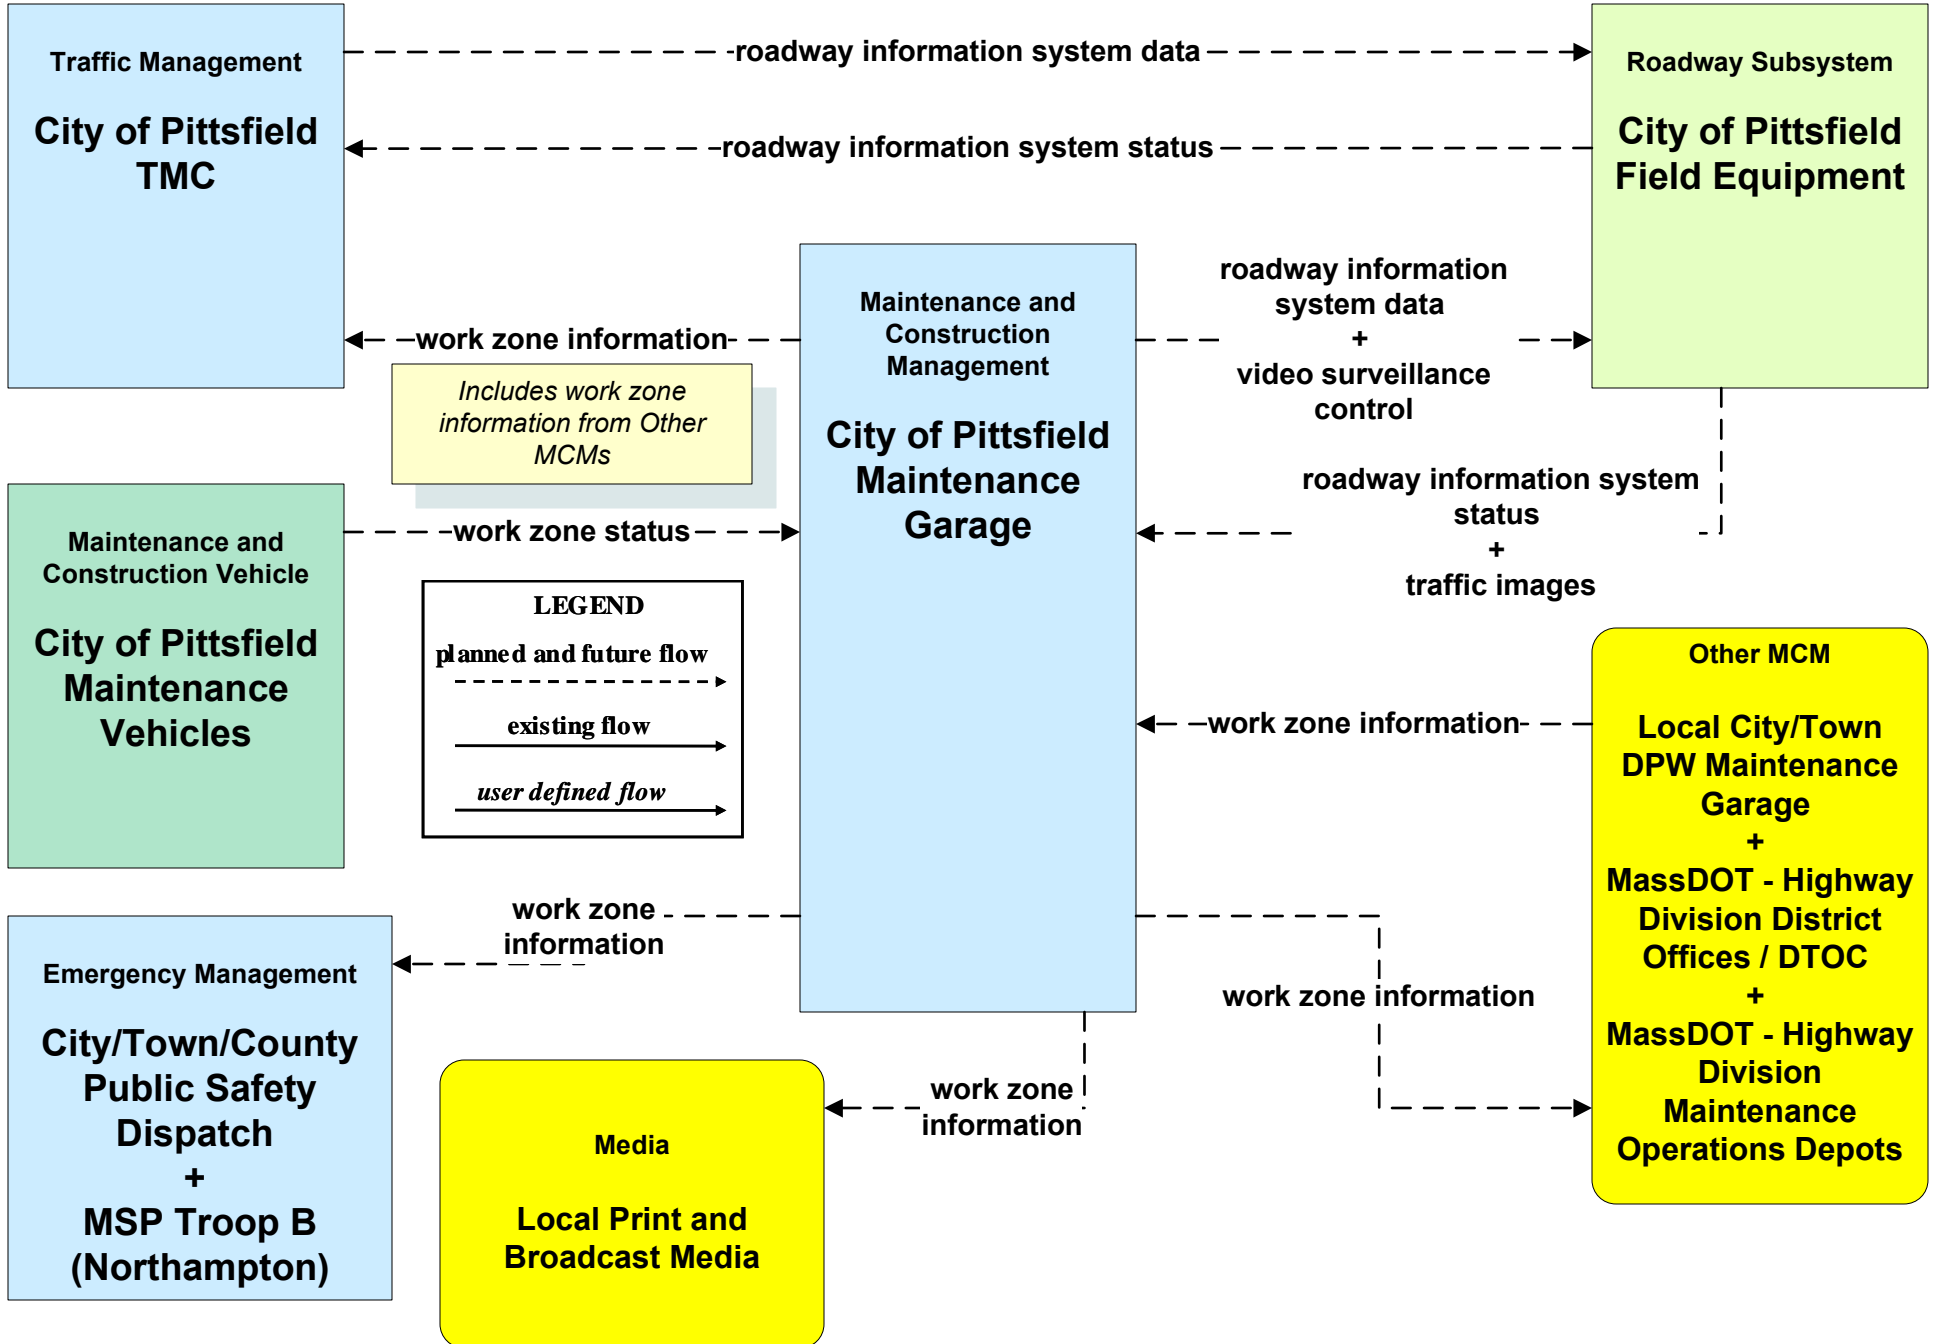 Traffic Management
City of Pittsfield
TMC
roadway information system data
roadway information system status
Roadway Subsystem
City of Pittsfield
Field Equipment
work zone information
Includes work zone
information from Other
MCMs
Maintenance and
Construction
Management
City of Pittsfield
Maintenance
Garage
roadway information
system data
+
video surveillance
control
roadway information system
status
+
traffic images
Maintenance and
Construction Vehicle
City of Pittsfield
Maintenance
Vehicles
work zone status
LEGEND
planned and future flow
existing flow
user defined flow
Other MCM
Local City/Town
DPW Maintenance
Garage
+
MassDOT - Highway
Division District
Offices / DTOC
+
MassDOT - Highway
Division
Maintenance
Operations Depots
work zone information
work zone information
Emergency Management
City/Town/County
Public Safety
Dispatch
+
MSP Troop B
(Northampton)
work zone
information
work zone
information
Media
Local Print and
Broadcast Media